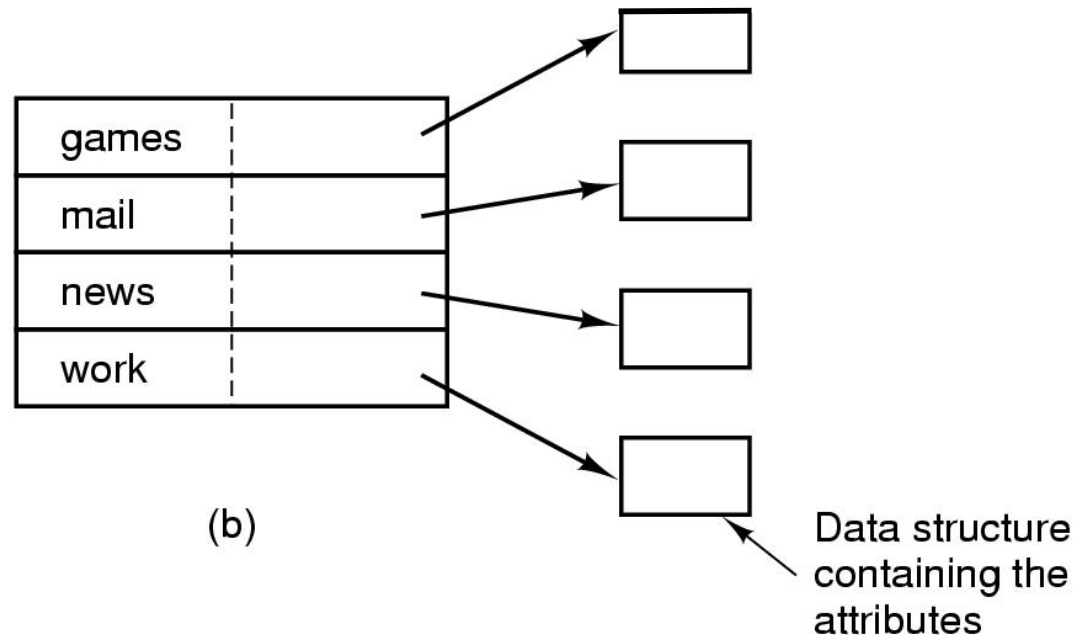 games
mail
news
work
(b)
Data structure
containing the
attributes